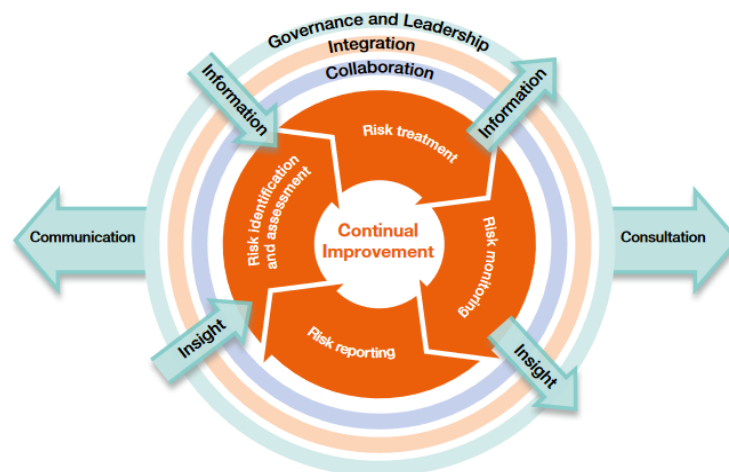 Governance and Leadership
Integration
Collaboration
Information
Information
Risk treatment
Risk identification
and assessment
Continual
Improvement
Risk monitoring
Communication
Consultation
Insight
Risk reporting
Insight